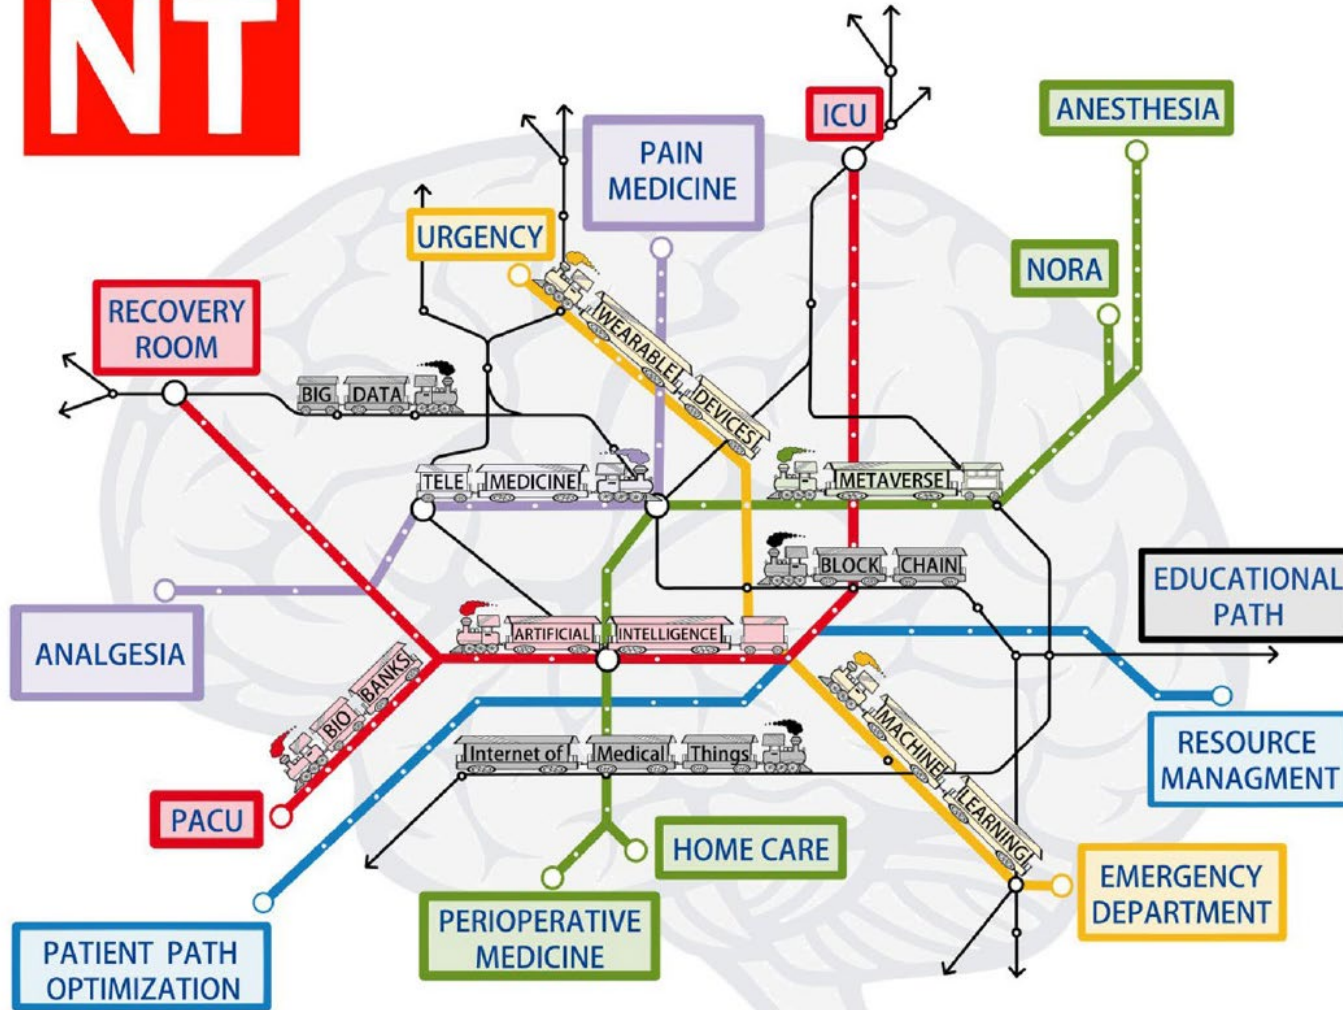 NT
ICU
ANESTHESIA
PAIN
MEDICINE
URGENCY
NORA
RECOVERY
ROOM
BIG DATA
WEARABLE DEVICES
TELE MEDICINE
METAVERSE
BLOCK CHAIN
EDUCATIONAL
PATH
ARTIFICIAL INTELLIGENCE
ANALGESIA
BIO BANKS
MACHINE LEARNING
Internet of Medical Things
RESOURCE
MANAGMENT
PACU
HOME CARE
EMERGENCY
DEPARTMENT
PERIOPERATIVE
MEDICINE
PATIENT PATH
OPTIMIZATION